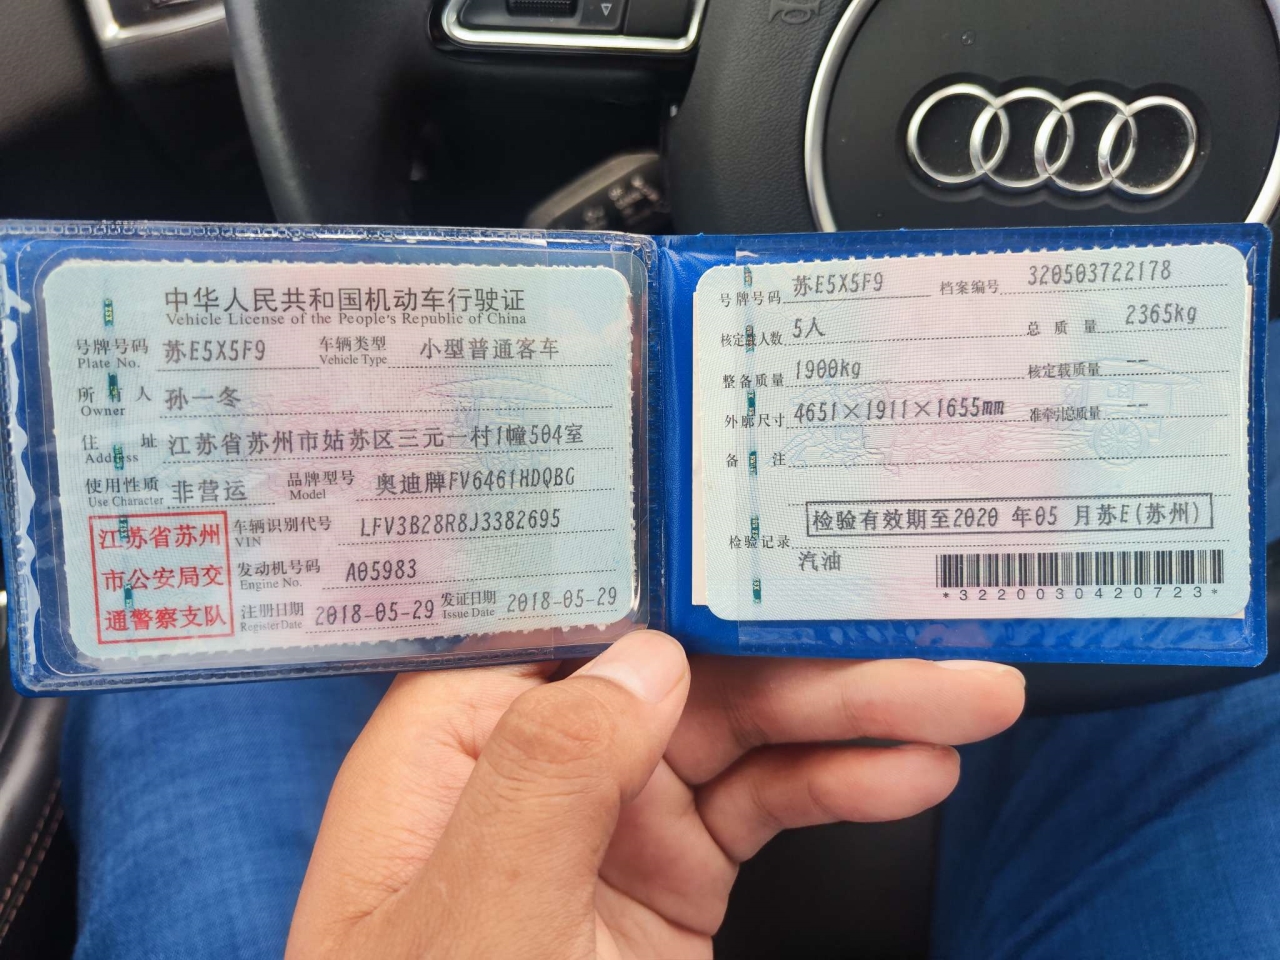 中华人民共和国机动车行驶证
Vehicle License of the People's Republic of China
号牌号码 苏E5X5F9 车辆类型 小型普通客车
Plate No. Vehicle Type
所有人 孙一冬
Owner
住址 江苏省苏州市姑苏区三元一村1幢504室
Address
使用性质 非营运 品牌型号 奥迪牌FV6461HDQBG
Use Character Model
江苏省苏州
市公安局交
通警察支队
车辆识别代号 LFV3B28R8J3382695
VIN
发动机号码 A05983
Engine No.
注册日期 2018-05-29 发证日期 2018-05-29
Register Date Issue Date
号牌号码 苏E5X5F9 档案编号 320503722178
核定载人数 5人 总质量 2365kg
整备质量 1900kg 核定载质量 --
外廓尺寸 4651×1911×1655mm 准牵引总质量 --
备注
检验有效期至2020年05月苏E(苏州)
检验记录
汽油
*3220030420723*